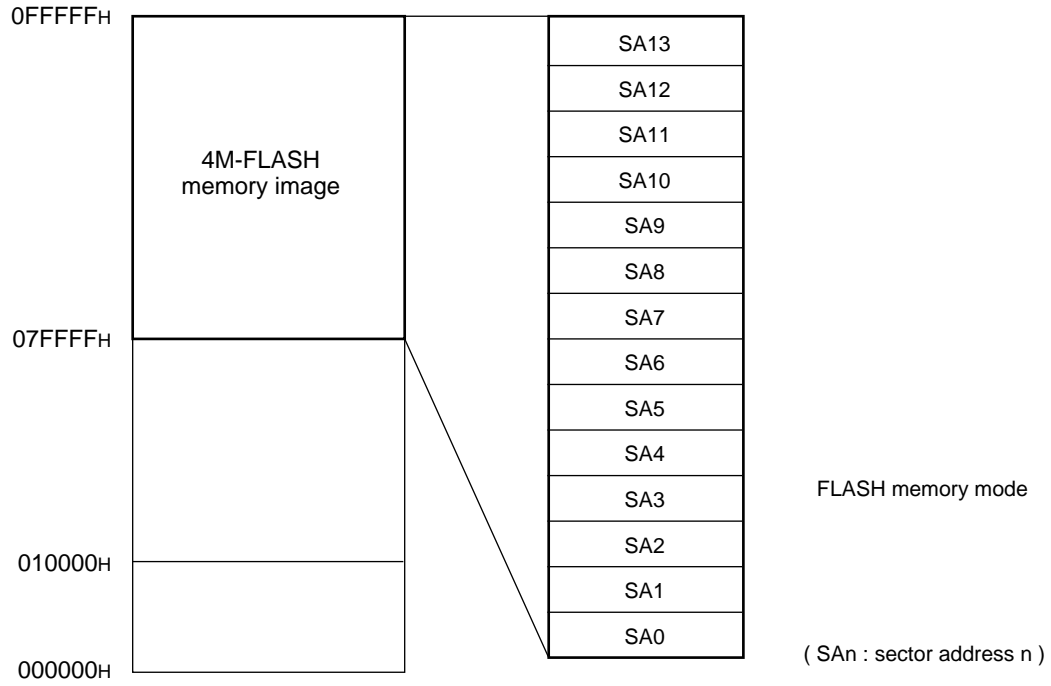 0FFFFFH
SA13
SA12
SA11
4M-FLASH
memory image
SA10
SA9
SA8
SA7
07FFFFH
SA6
SA5
SA4
SA3
FLASH memory mode
SA2
010000H
SA1
SA0
( SAn : sector address n )
000000H